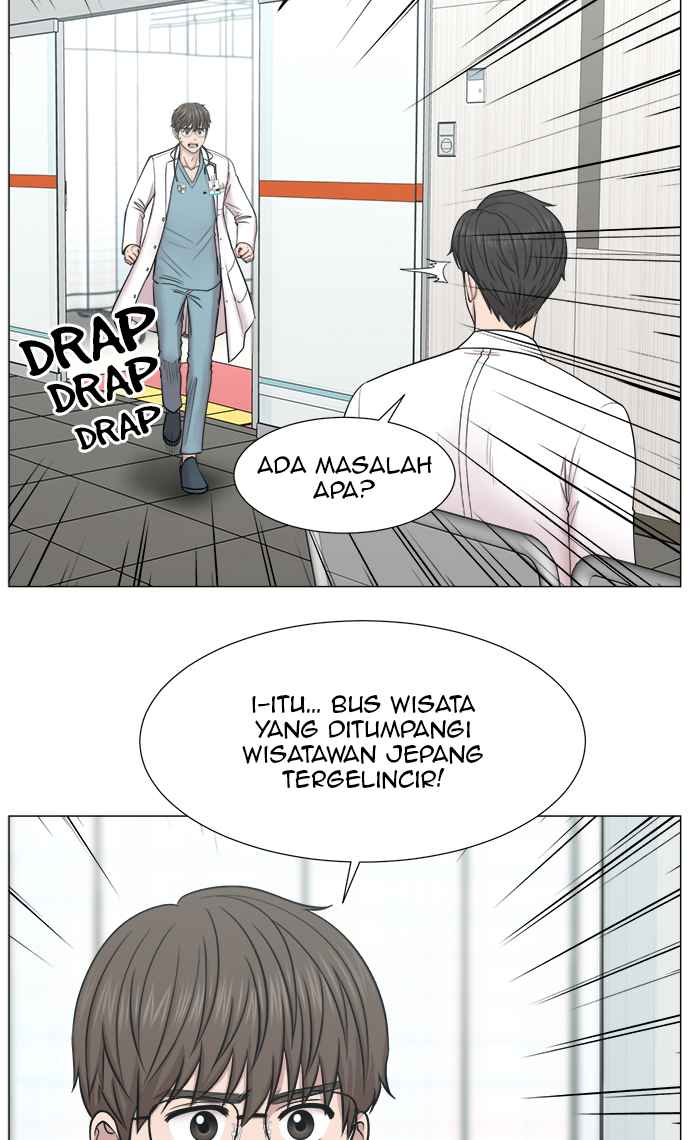 DRAP
DRAP
DRAP
ADA MASALAH
APA?
I-ITU... BUS WISATA
YANG DITUMPANGI
WISATAWAN JEPANG
TERGELINCIR!